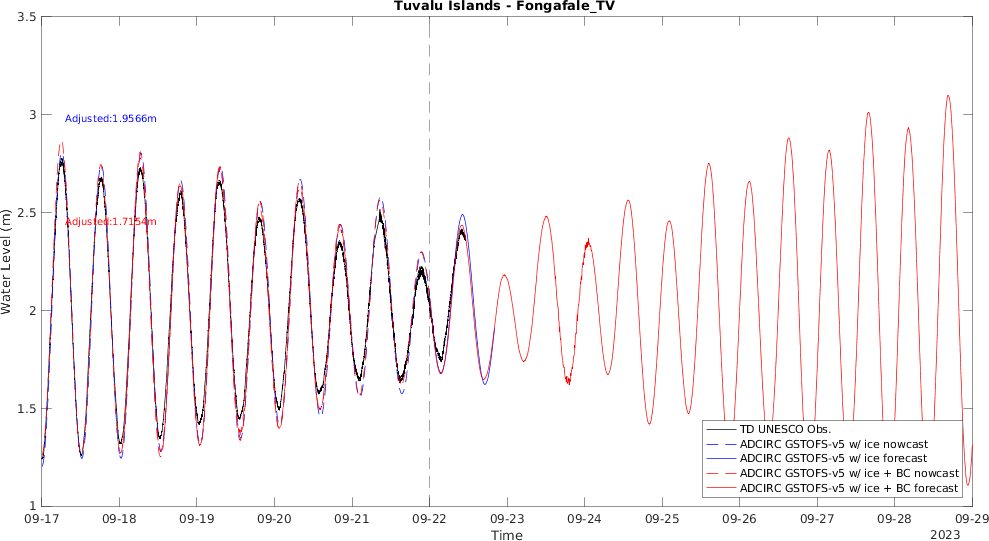 Tuvalu Islands - Fongafale_TV
3.5
3
2.5
2
1.5
1
Water Level (m)
Adjusted:1.9566m
Adjusted:1.7154m
TD UNESCO Obs.
ADCIRC GSTOFS-v5 w/ ice nowcast
ADCIRC GSTOFS-v5 w/ ice forecast
ADCIRC GSTOFS-v5 w/ ice + BC nowcast
ADCIRC GSTOFS-v5 w/ ice + BC forecast
09-17 09-18 09-19 09-20 09-21 09-22 09-23 09-24 09-25 09-26 09-27 09-28 09-29
Time
2023